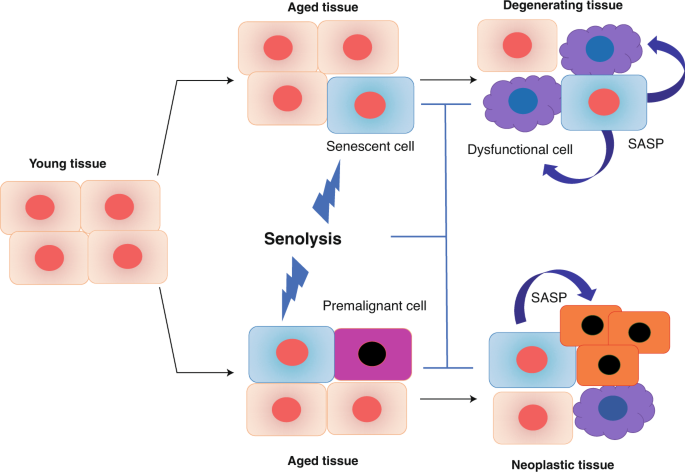 Aged tissue
Degenerating tissue
Senescent cell
Dysfunctional cell
SASP
Young tissue
Senolysis
Premalignant cell
SASP
Aged tissue
Neoplastic tissue